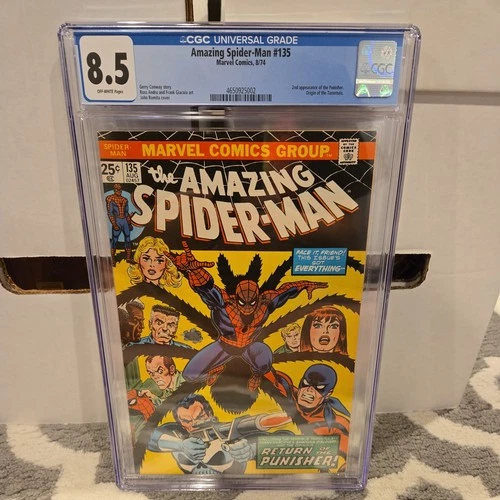 CGC UNIVERSAL GRADE
8.5
OFF-WHITE Pages
Amazing Spider-Man #135
Marvel Comics, 8/74
Gerry Conway story
Ross Andru and Frank Giacoia art
John Romita cover
4650925002
2nd appearance of the Punisher.
Origin of the Tarantula.
CGC
SPIDER-MAN
MARVEL COMICS GROUP
25¢
135
AUG
02457
the AMAZING
SPIDER-MAN
FACE IT, FRIEND!
THIS ISSUE'S
GOT
EVERYTHING--
RETURN OF THE
PUNISHER!